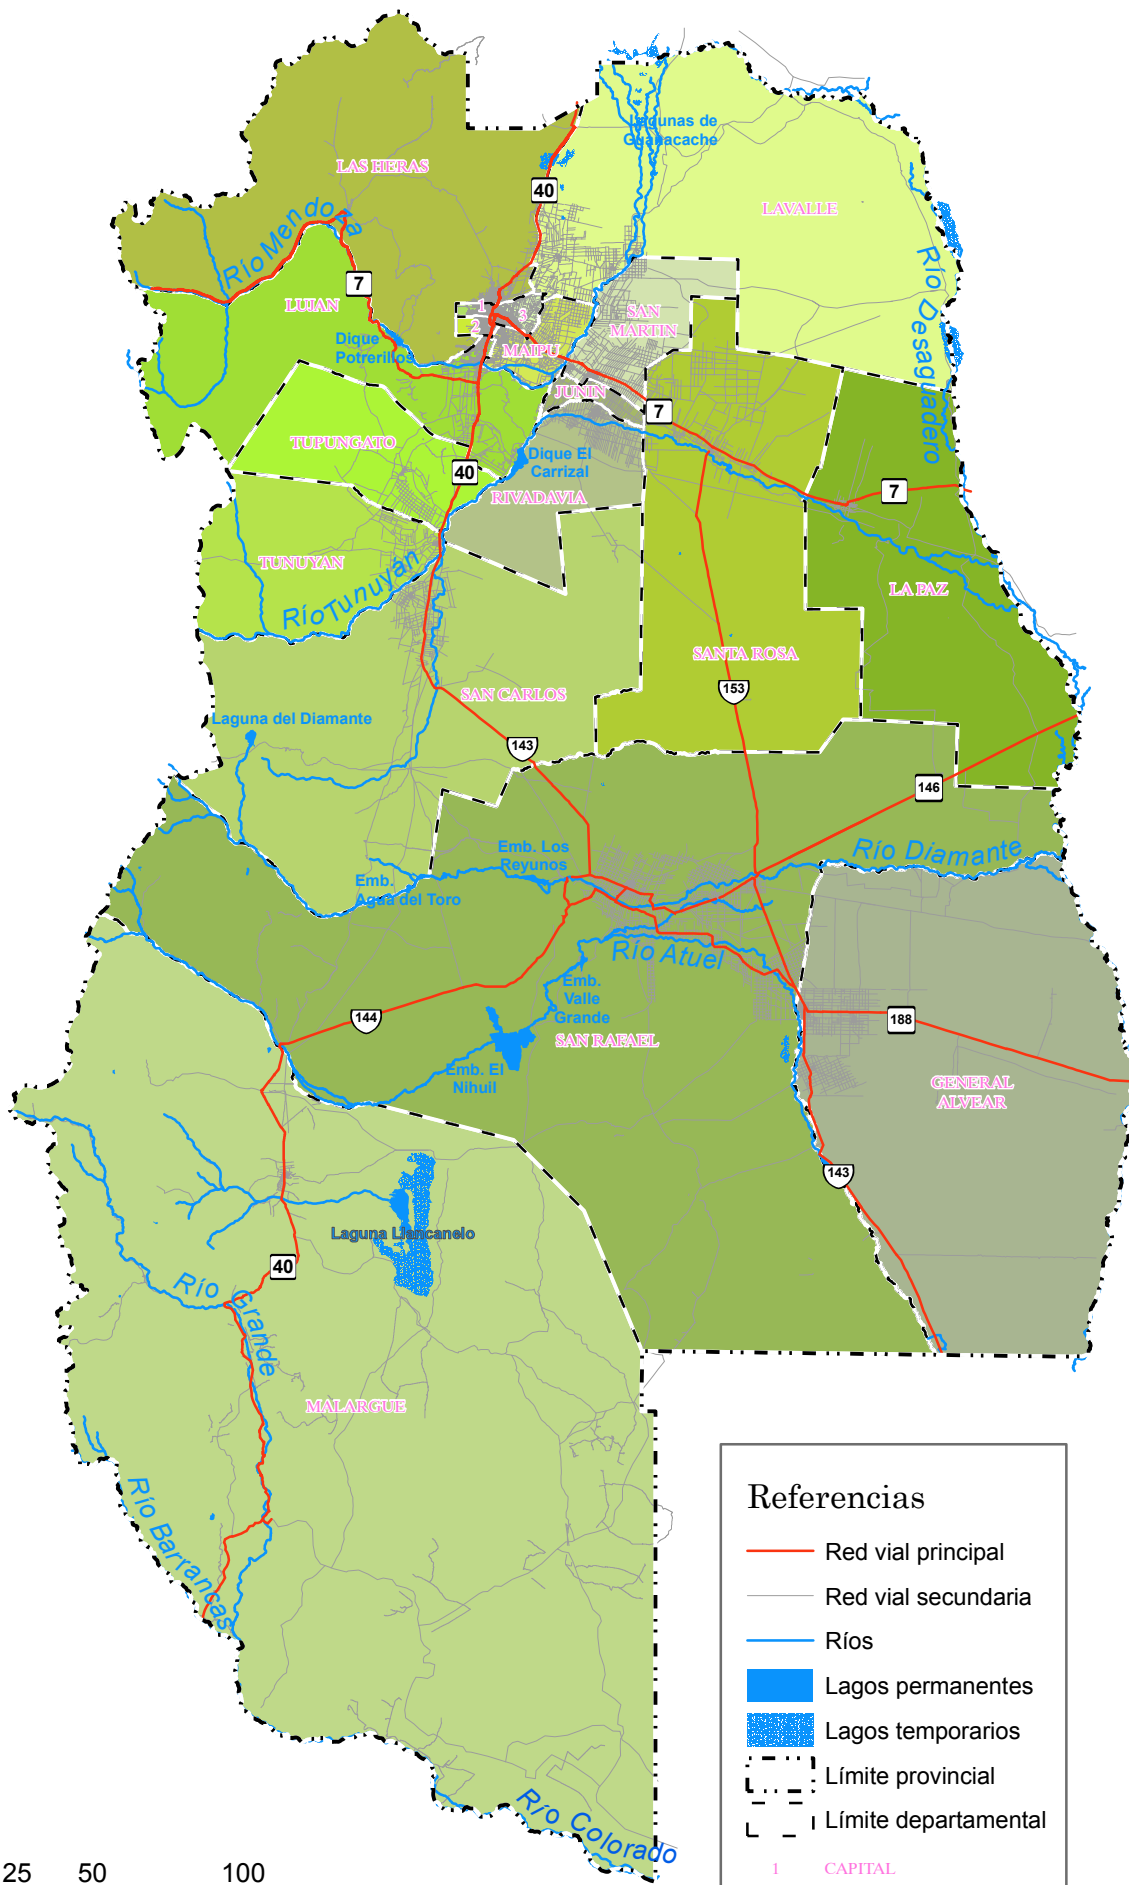 Lagunas de
Guanacache
LAS HERAS
40
LAVALLE
Río Mendoza
Río Desaguadero
7
LUJAN
1
3
2
SAN
MARTIN
Dique
Potrerillos
MAIPU
JUNIN
7
TUPUNGATO
40
Dique El
Carrizal
RIVADAVIA
7
TUNUYAN
Río Tunuyán
LA PAZ
SANTA ROSA
153
SAN CARLOS
Laguna del Diamante
143
146
Emb. Los
Reyunos
Río Diamante
Emb.
Agua del Toro
Río Atuel
Emb.
Valle
Grande
144
188
SAN RAFAEL
Emb. El
Nihuil
GENERAL
ALVEAR
143
Laguna Llancanelo
40
Río Grande
MALARGUE
Río Barrancas
Río Colorado
Referencias
Red vial principal
Red vial secundaria
Ríos
Lagos permanentes
Lagos temporarios
Límite provincial
Límite departamental
1 CAPITAL
25 50 100